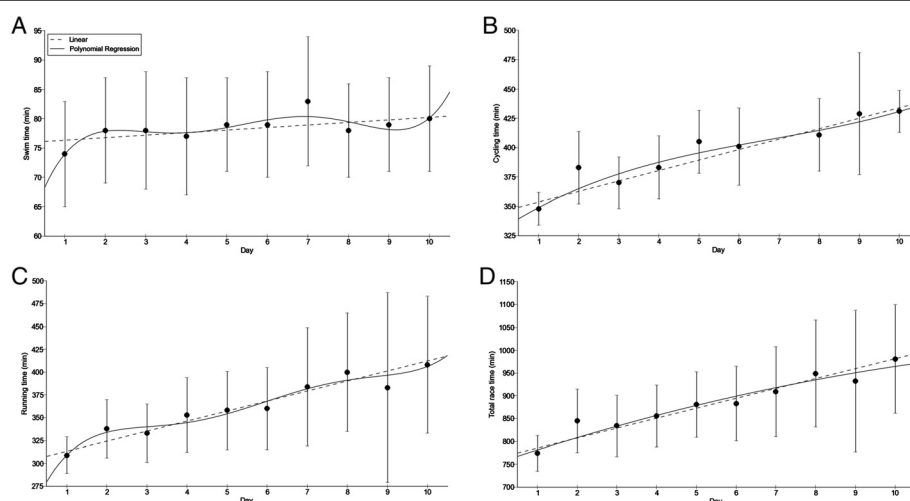 A
Linear
Polynomial Regression
Swim time (min)
95
90
85
80
75
70
65
60
1 2 3 4 5 6 7 8 9 10
Day
B
Cycling time (min)
500
475
450
425
400
375
350
325
1 2 3 4 5 6 7 8 9 10
Day
C
Running time (min)
500
475
450
425
400
375
350
325
300
275
1 2 3 4 5 6 7 8 9 10
Day
D
Total race time (min)
1150
1100
1050
1000
950
900
850
800
750
700
1 2 3 4 5 6 7 8 9 10
Day